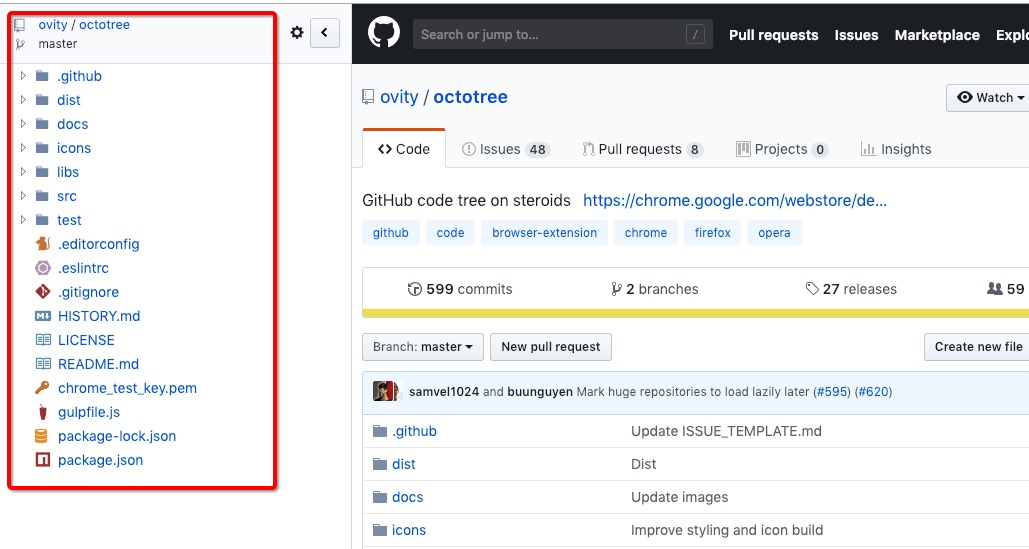 ovity / octotree
master
.github
dist
docs
icons
libs
src
test
.editorconfig
.eslintrc
.gitignore
HISTORY.md
LICENSE
README.md
chrome_test_key.pem
gulpfile.js
package-lock.json
package.json
Search or jump to…
/
Pull requests
Issues
Marketplace
Explo
ovity / octotree
Watch
Code
Issues 48
Pull requests 8
Projects 0
Insights
GitHub code tree on steroids https://chrome.google.com/webstore/de...
github code browser-extension chrome firefox opera
599 commits 2 branches 27 releases 59
Branch: master New pull request Create new file
samvel1024 and buunguyen Mark huge repositories to load lazily later (#595) (#620)
.github Update ISSUE_TEMPLATE.md
dist Dist
docs Update images
icons Improve styling and icon build